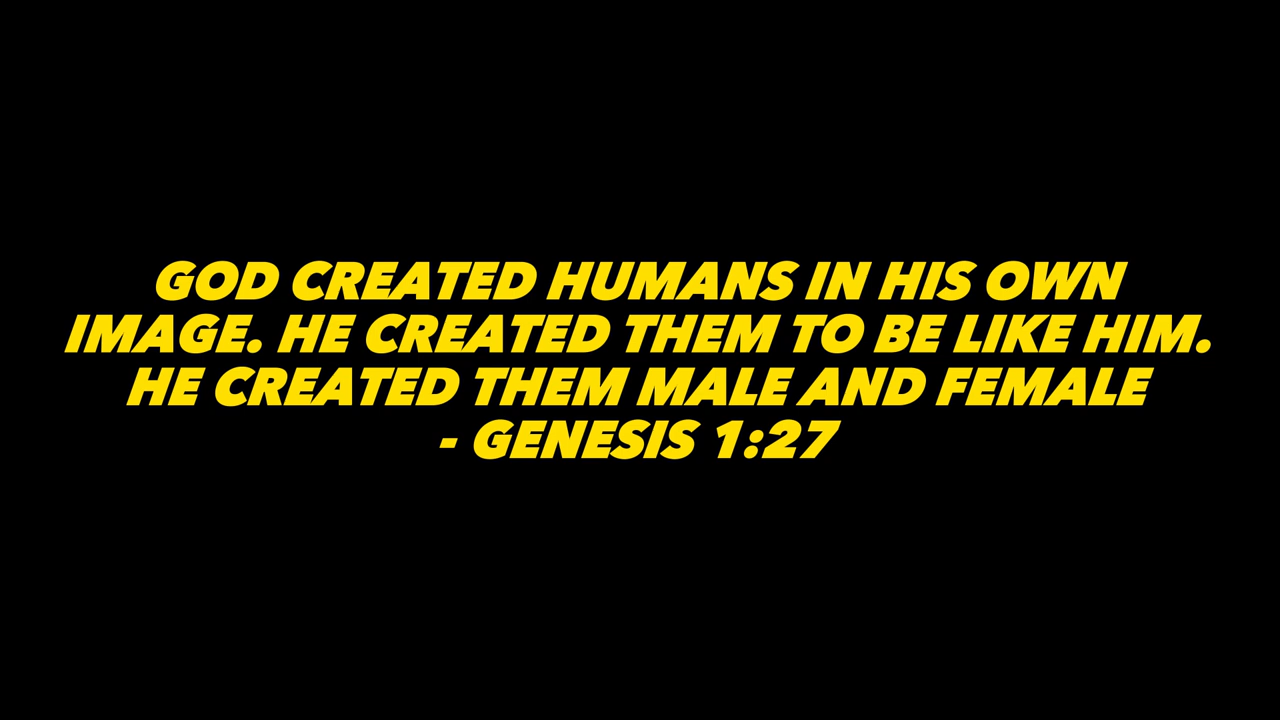 GOD CREATED HUMANS IN HIS OWN
IMAGE. HE CREATED THEM TO BE LIKE HIM.
HE CREATED THEM MALE AND FEMALE
- GENESIS 1:27